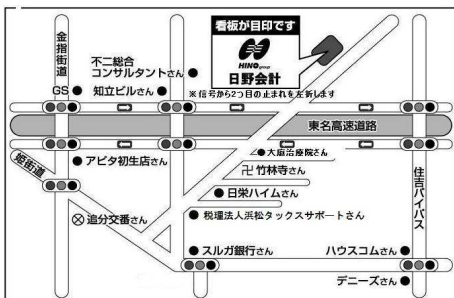 看板が目印です
HINO group
日野会計
※信号から2つ目の止まれを左折します
金指街道
不二総合
コンサルタントさん
GS
知立ビルさん
東名高速道路
姫街道
アピタ初生店さん
大庭治療院さん
卍竹林寺さん
日栄ハイムさん
住吉バイパス
追分交番さん
税理法人浜松タックスサポートさん
スルガ銀行さん
ハウスコムさん
デニーズさん